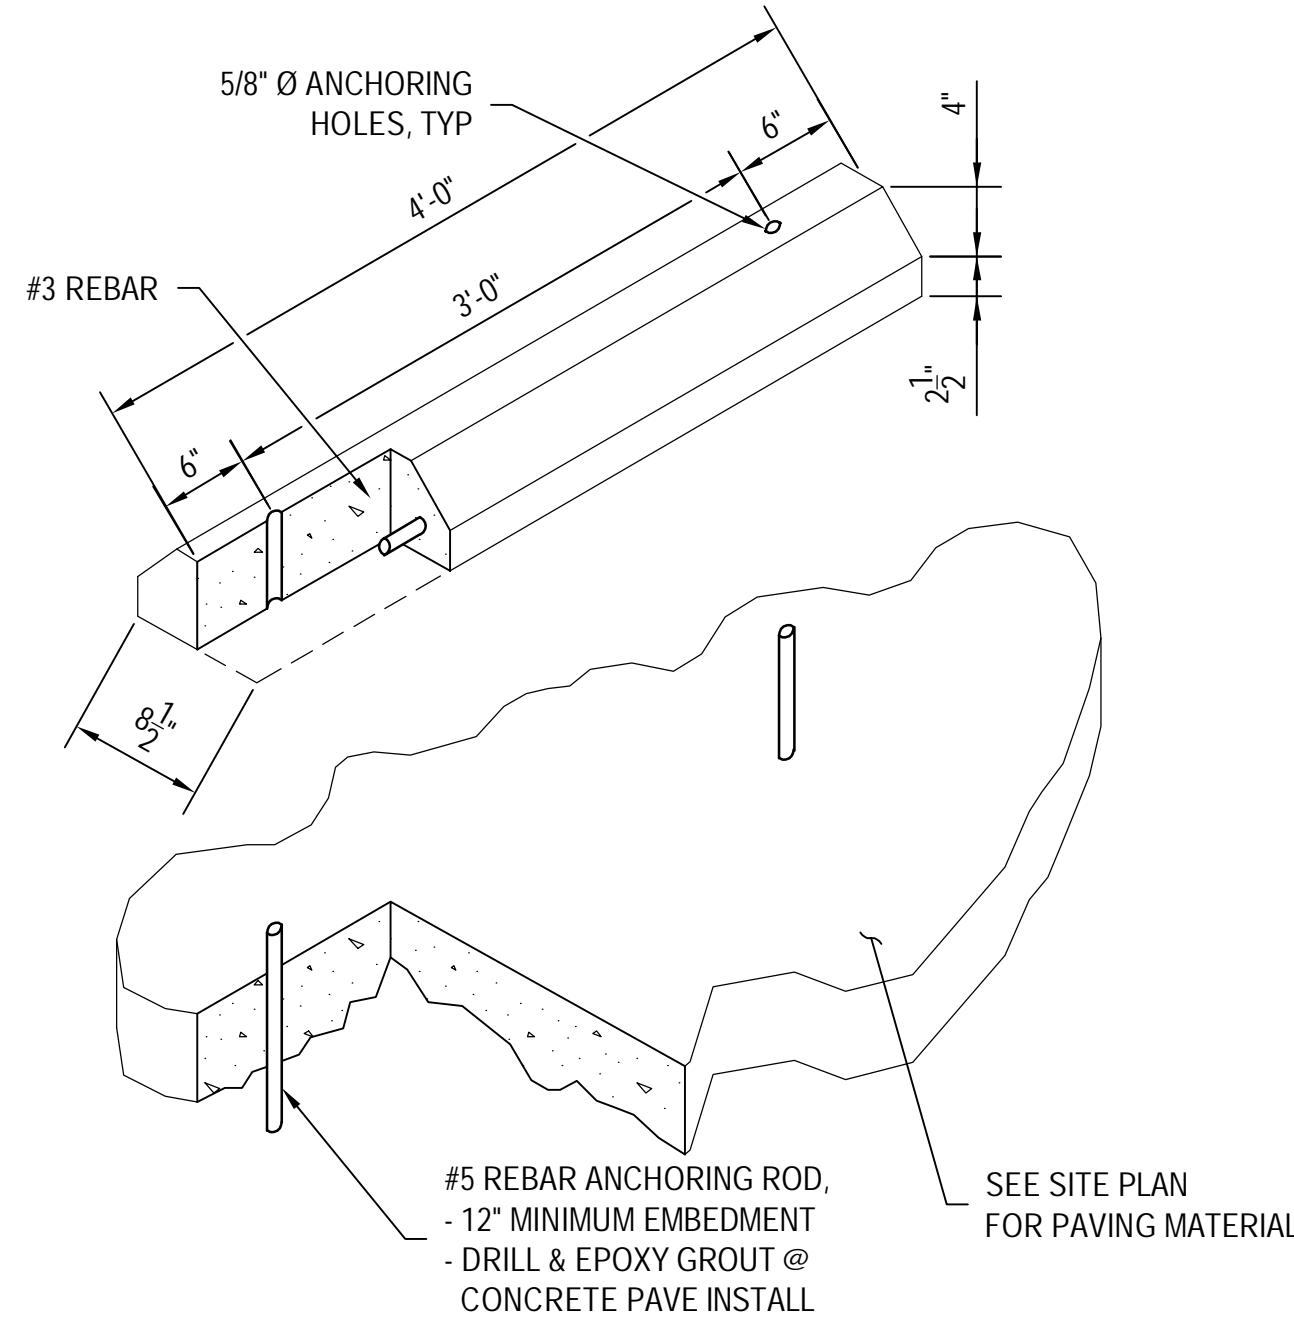 5/8" Ø ANCHORING
HOLES, TYP
4'-0"
6"
4"
#3 REBAR
3'-0"
2 1/2"
6"
8 1/2"
#5 REBAR ANCHORING ROD,
- 12" MINIMUM EMBEDMENT
- DRILL & EPOXY GROUT @
CONCRETE PAVE INSTALL
SEE SITE PLAN
FOR PAVING MATERIAL